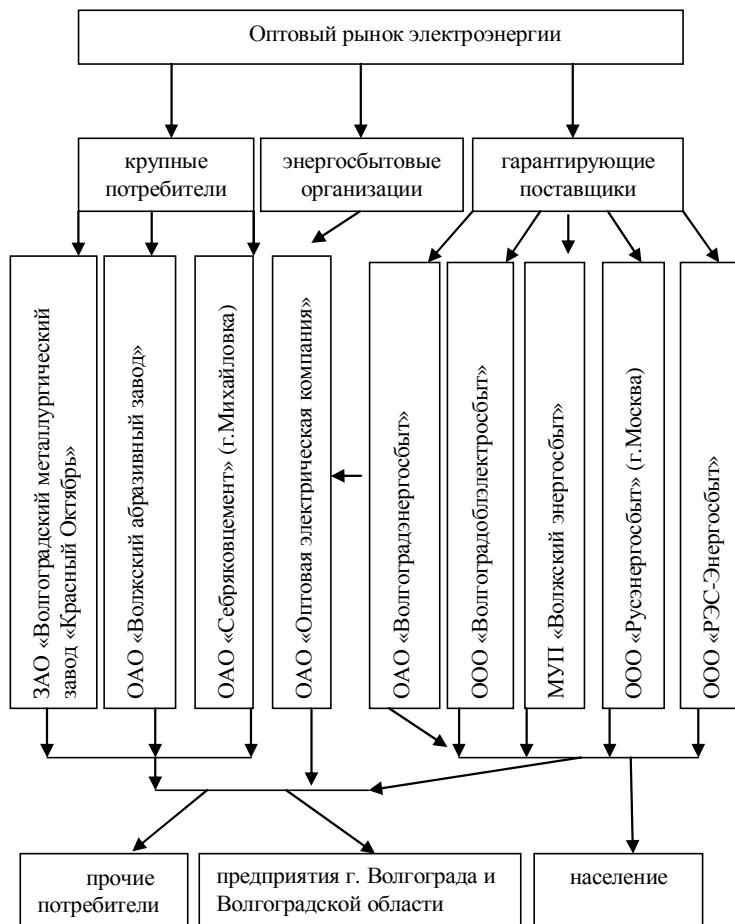 Оптовый рынок электроэнергии
крупные
потребители
энергосбытовые
организации
гарантирующие
поставщики
ЗАО «Волгоградский металлургический
завод «Красный Октябрь»
ОАО «Волжский абразивный завод»
ОАО «Себряковцемент» (г.Михайловка)
ОАО «Оптовая электрическая компания»
ОАО «Волгоградэнергосбыт»
ООО «Волгоградоблэлектросбыт»
МУП «Волжский энергосбыт»
ООО «Русэнергосбыт» (г.Москва)
ООО «РЭС-Энергосбыт»
прочие
потребители
предприятия г. Волгограда и
Волгоградской области
население